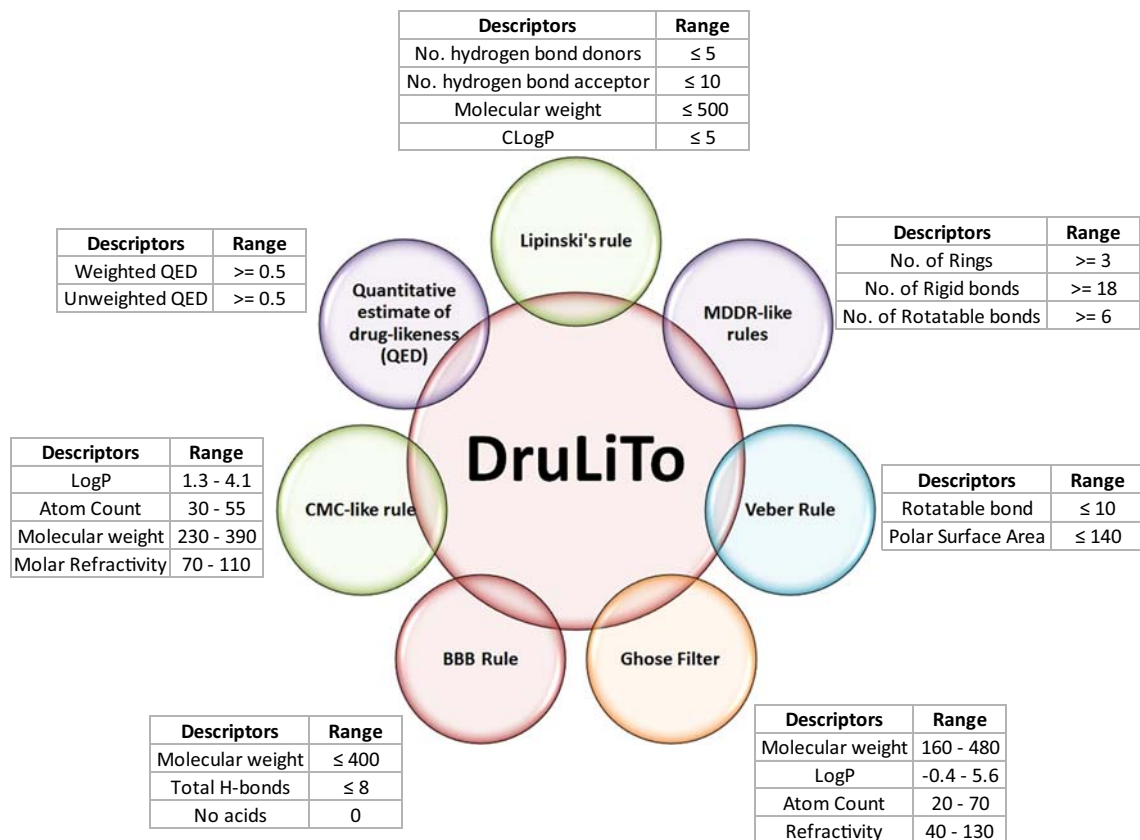 Descriptors Range
No. hydrogen bond donors ≤ 5
No. hydrogen bond acceptor ≤ 10
Molecular weight ≤ 500
CLogP ≤ 5
Lipinski's rule
Descriptors Range
Weighted QED >= 0.5
Unweighted QED >= 0.5
Quantitative
estimate of
drug-likeness
(QED)
MDDR-like
rules
Descriptors Range
No. of Rings >= 3
No. of Rigid bonds >= 18
No. of Rotatable bonds >= 6
DruLiTo
Descriptors Range
LogP 1.3 - 4.1
Atom Count 30 - 55
Molecular weight 230 - 390
Molar Refractivity 70 - 110
CMC-like rule
Veber Rule
Descriptors Range
Rotatable bond ≤ 10
Polar Surface Area ≤ 140
BBB Rule
Ghose Filter
Descriptors Range
Molecular weight ≤ 400
Total H-bonds ≤ 8
No acids 0
Descriptors Range
Molecular weight 160 - 480
LogP -0.4 - 5.6
Atom Count 20 - 70
Refractivity 40 - 130